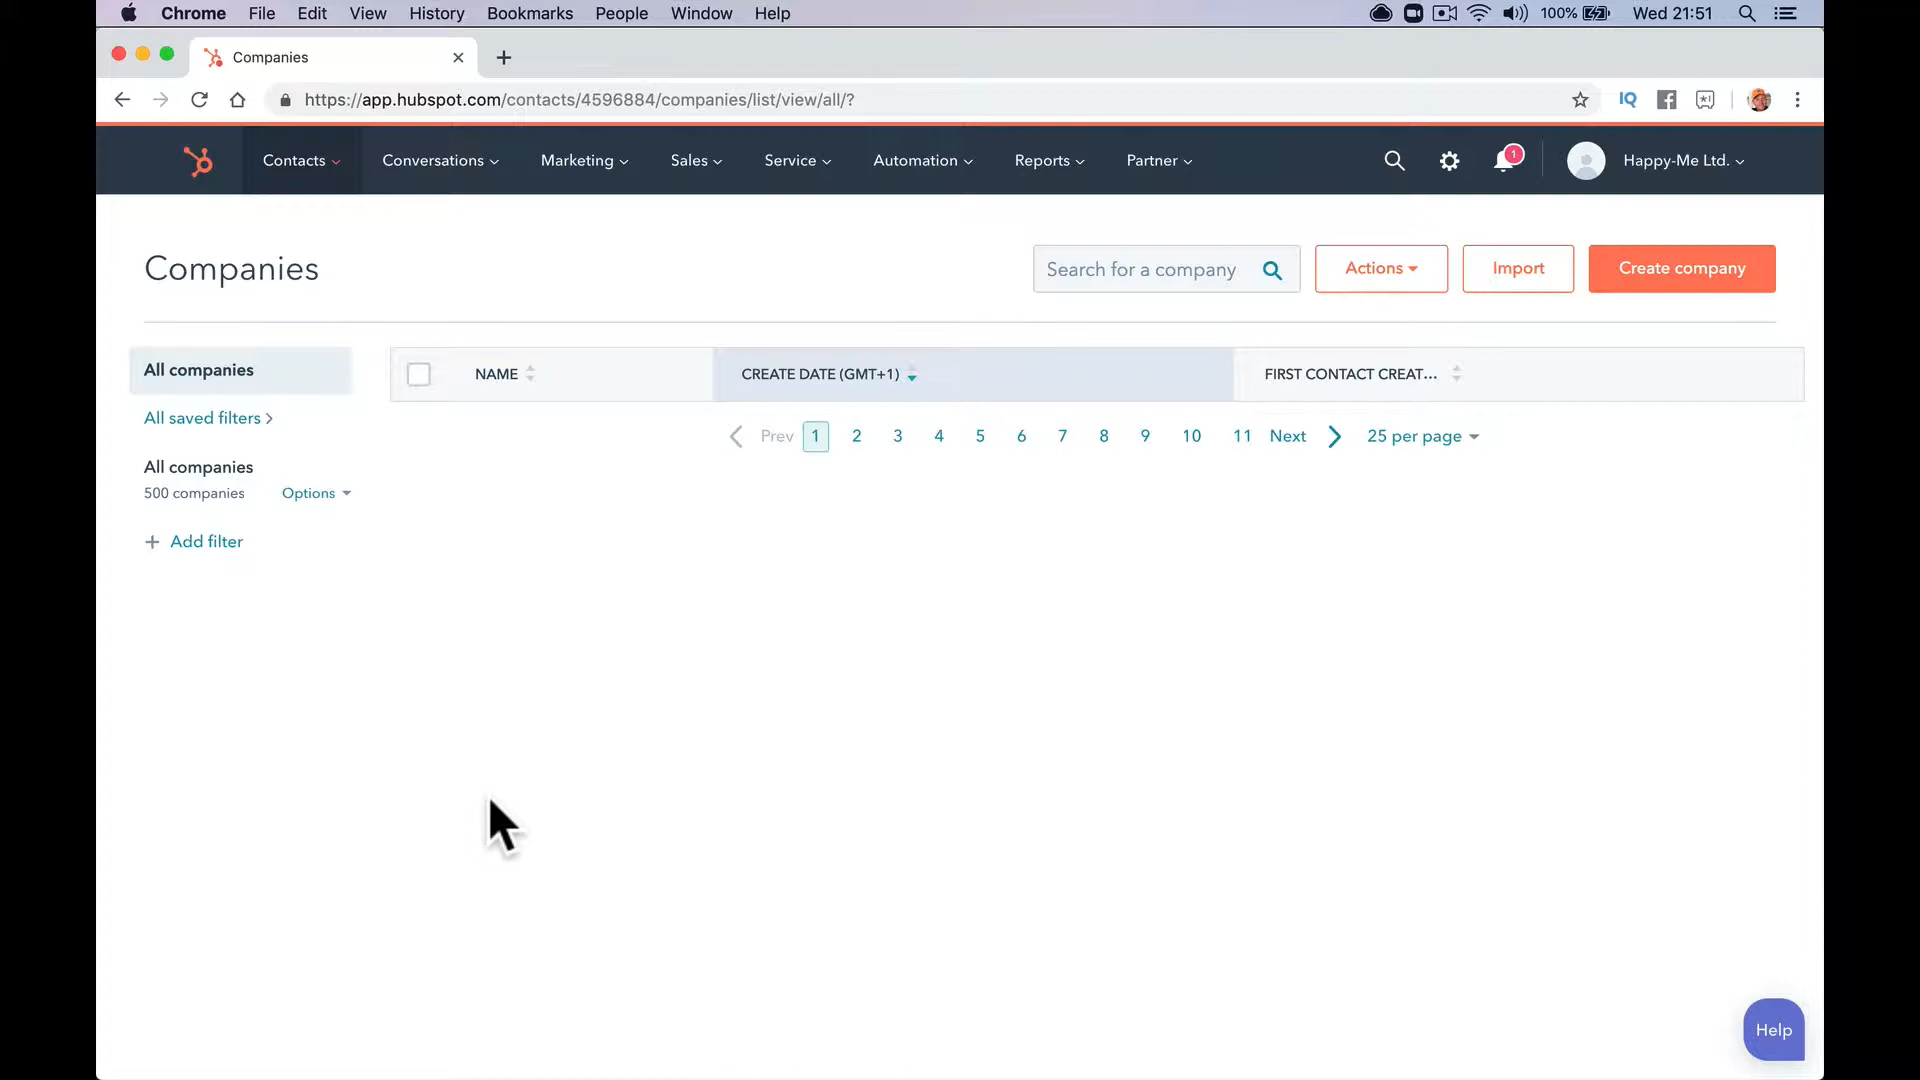 Chrome File Edit View History Bookmarks People Window Help 100% Wed 21:51
Companies
https://app.hubspot.com/contacts/4596884/companies/list/view/all/? IQ
Contacts Conversations Marketing Sales Service Automation Reports Partner 1 Happy-Me Ltd.
Companies Search for a company Actions Import Create company
All companies NAME CREATE DATE (GMT+1) FIRST CONTACT CREAT...
All saved filters
Prev 1 2 3 4 5 6 7 8 9 10 11 Next 25 per page
All companies
500 companies Options
+ Add filter
Help